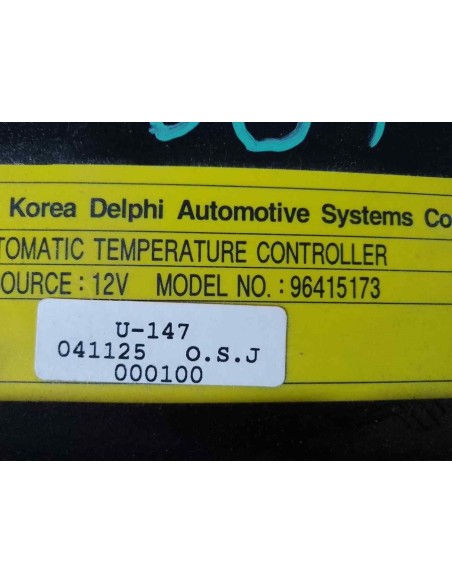 Korea Delphi Automotive Systems Co
TOMATIC TEMPERATURE CONTROLLER
OURCE : 12V MODEL NO. : 96415173
U-147
041125 O.S.J
000100